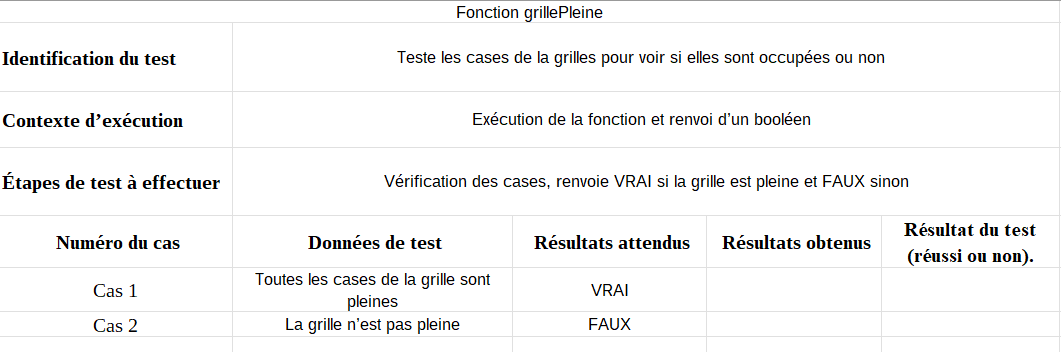 Fonction grillePleine
Identification du test
Teste les cases de la grilles pour voir si elles sont occupées ou non
Contexte d’exécution
Exécution de la fonction et renvoi d’un booléen
Étapes de test à effectuer
Vérification des cases, renvoie VRAI si la grille est pleine et FAUX sinon
Numéro du cas
Données de test
Résultats attendus
Résultats obtenus
Résultat du test
(réussi ou non).
Cas 1
Toutes les cases de la grille sont
pleines
VRAI
Cas 2
La grille n’est pas pleine
FAUX